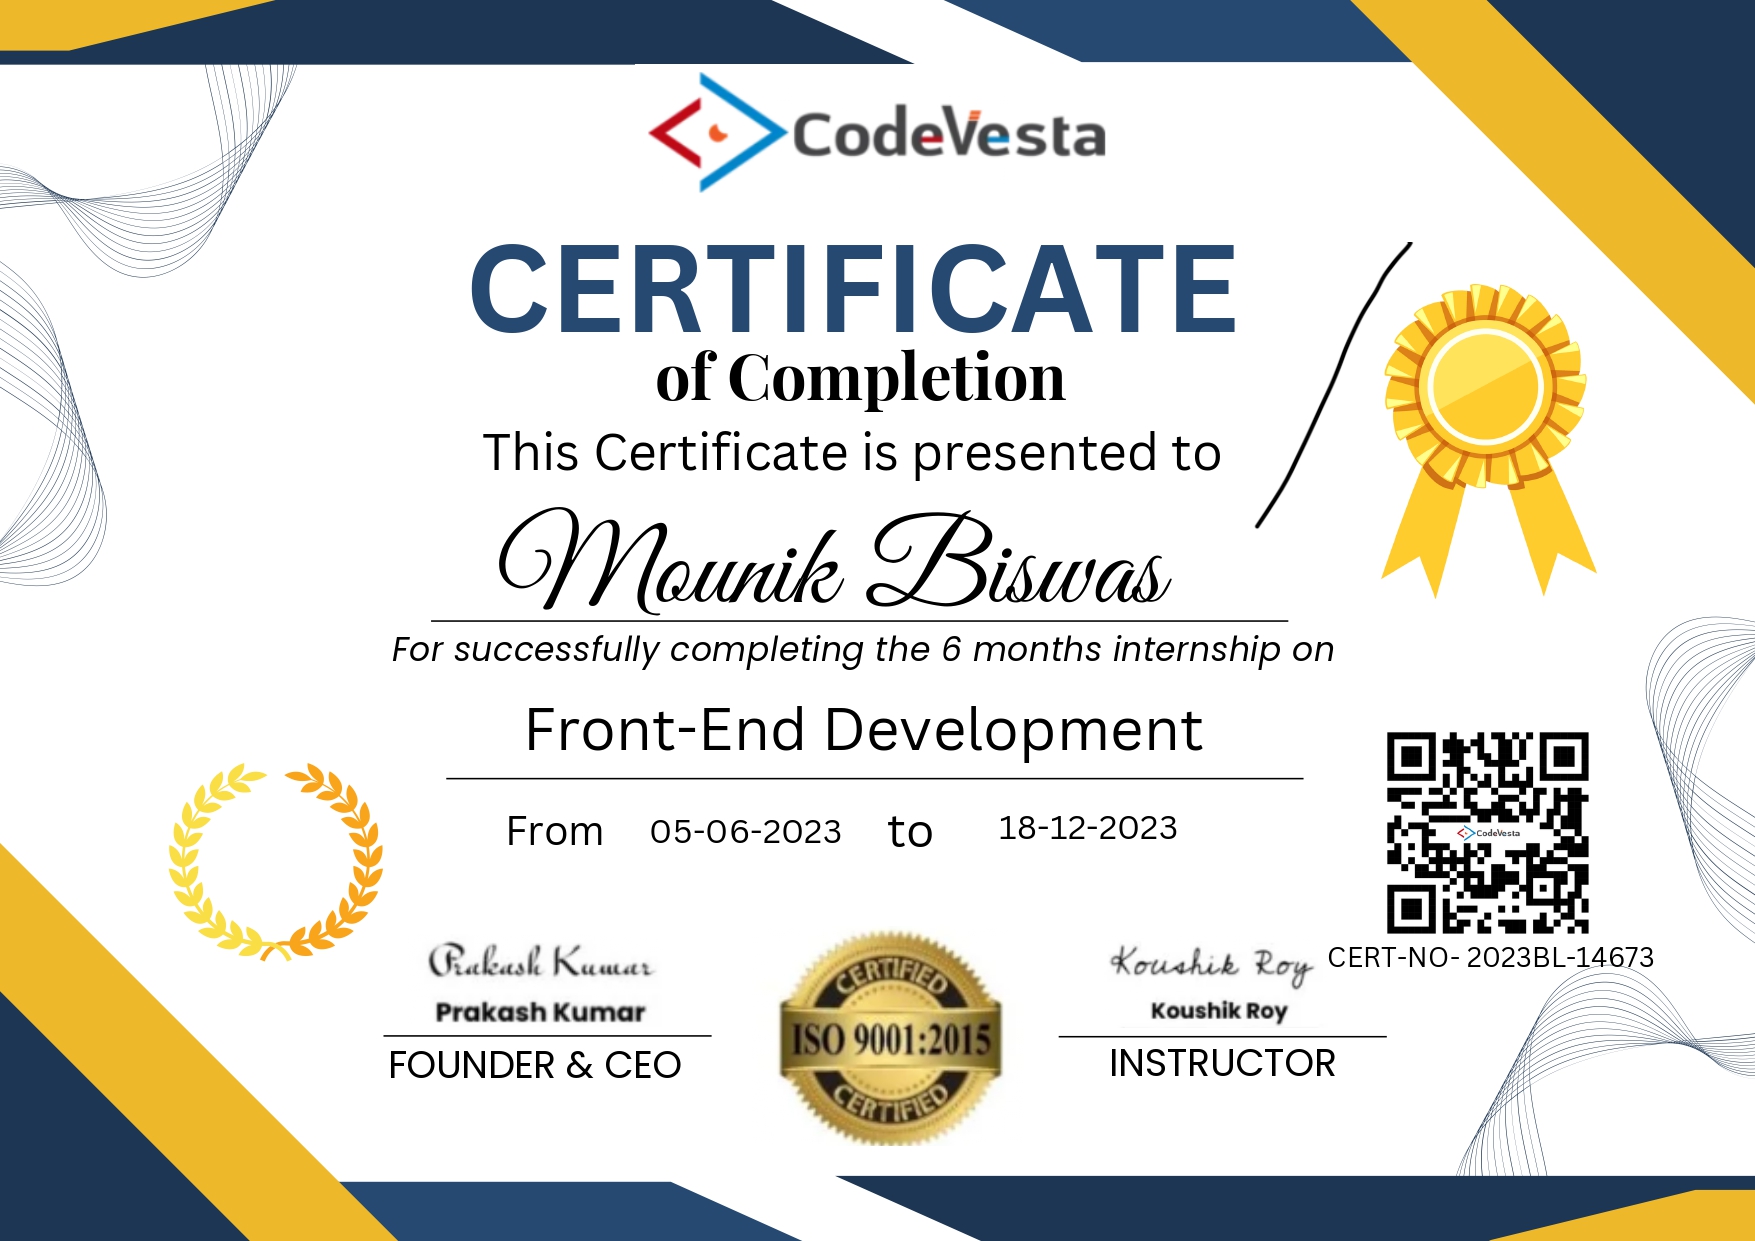 CodeVesta
CERTIFICATE
of Completion
This Certificate is presented to
Mounik Biswas
For successfully completing the 6 months internship on
Front-End Development
From 05-06-2023 to 18-12-2023
CodeVesta
CERT-NO- 2023BL-14673
Prakash Kumar
Prakash Kumar
FOUNDER & CEO
CERTIFIED
ISO 9001:2015
CERTIFIED
Koushik Roy
Koushik Roy
INSTRUCTOR